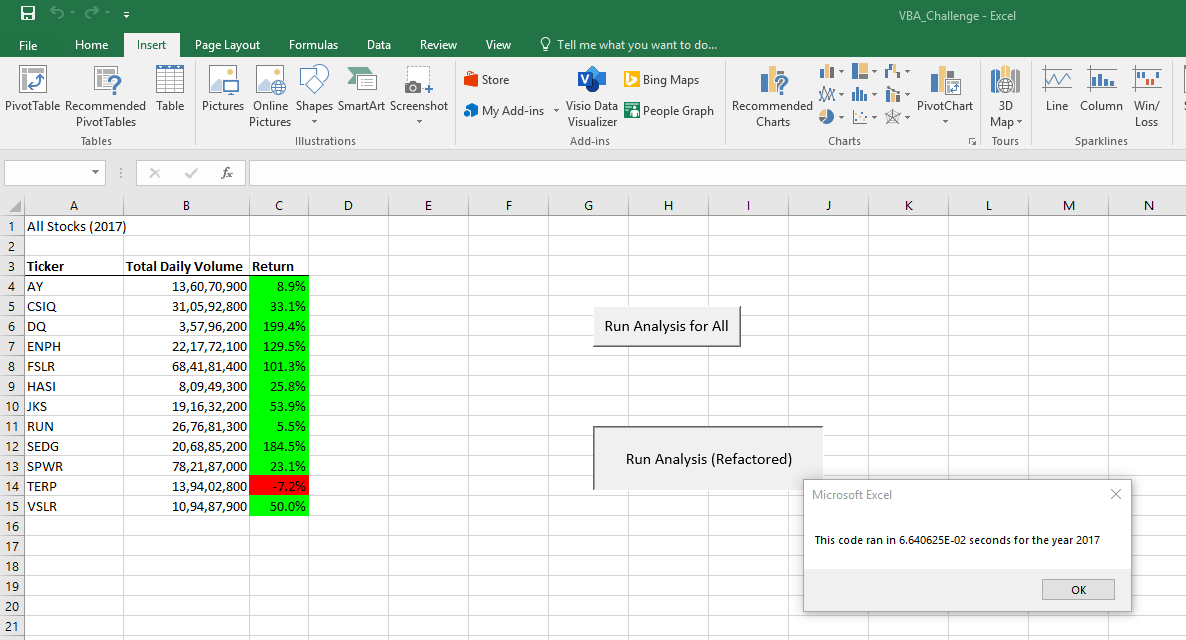 VBA_Challenge - Excel
File Home Insert Page Layout Formulas Data Review View Tell me what you want to do...
PivotTable Recommended PivotTables Table Pictures Online Pictures Shapes SmartArt Screenshot Store My Add-ins Visio Data Visualizer Bing Maps People Graph Recommended Charts PivotChart 3D Map Line Column Win/ Loss
Tables Illustrations Add-ins Charts Tours Sparklines
fx
A B C D E F G H I J K L M N
1 All Stocks (2017)
2
3 Ticker Total Daily Volume Return
4 AY 13,60,70,900 8.9%
5 CSIQ 31,05,92,800 33.1%
6 DQ 3,57,96,200 199.4%
7 ENPH 22,17,72,100 129.5%
8 FSLR 68,41,81,400 101.3%
9 HASI 8,09,49,300 25.8%
10 JKS 19,16,32,200 53.9%
11 RUN 26,76,81,300 5.5%
12 SEDG 20,68,85,200 184.5%
13 SPWR 78,21,87,000 23.1%
14 TERP 13,94,02,800 -7.2%
15 VSLR 10,94,87,900 50.0%
16
17
18
19
20
21
Run Analysis for All
Run Analysis (Refactored)
Microsoft Excel
This code ran in 6.640625E-02 seconds for the year 2017
OK